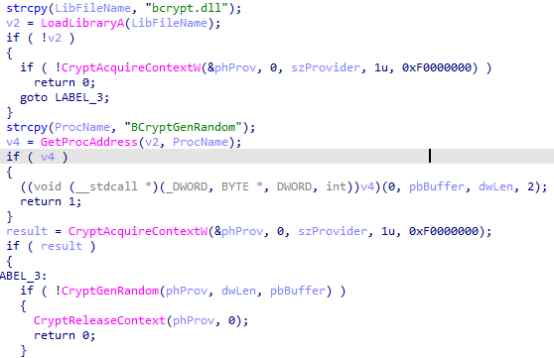 strcpy(LibFileName, "bcrypt.dll");
v2 = LoadLibraryA(LibFileName);
if ( !v2 )
{
if ( !CryptAcquireContextW(&phProv, 0, szProvider, 1u, 0xF0000000) )
return 0;
goto LABEL_3;
}
strcpy(ProcName, "BCryptGenRandom");
v4 = GetProcAddress(v2, ProcName);
if ( v4 )
{
((void (__stdcall *)(_DWORD, BYTE *, DWORD, int))v4)(0, pbBuffer, dwLen, 2);
return 1;
}
result = CryptAcquireContextW(&phProv, 0, szProvider, 1u, 0xF0000000);
if ( result )
{
ABEL_3:
if ( !CryptGenRandom(phProv, dwLen, pbBuffer) )
{
CryptReleaseContext(phProv, 0);
return 0;
}